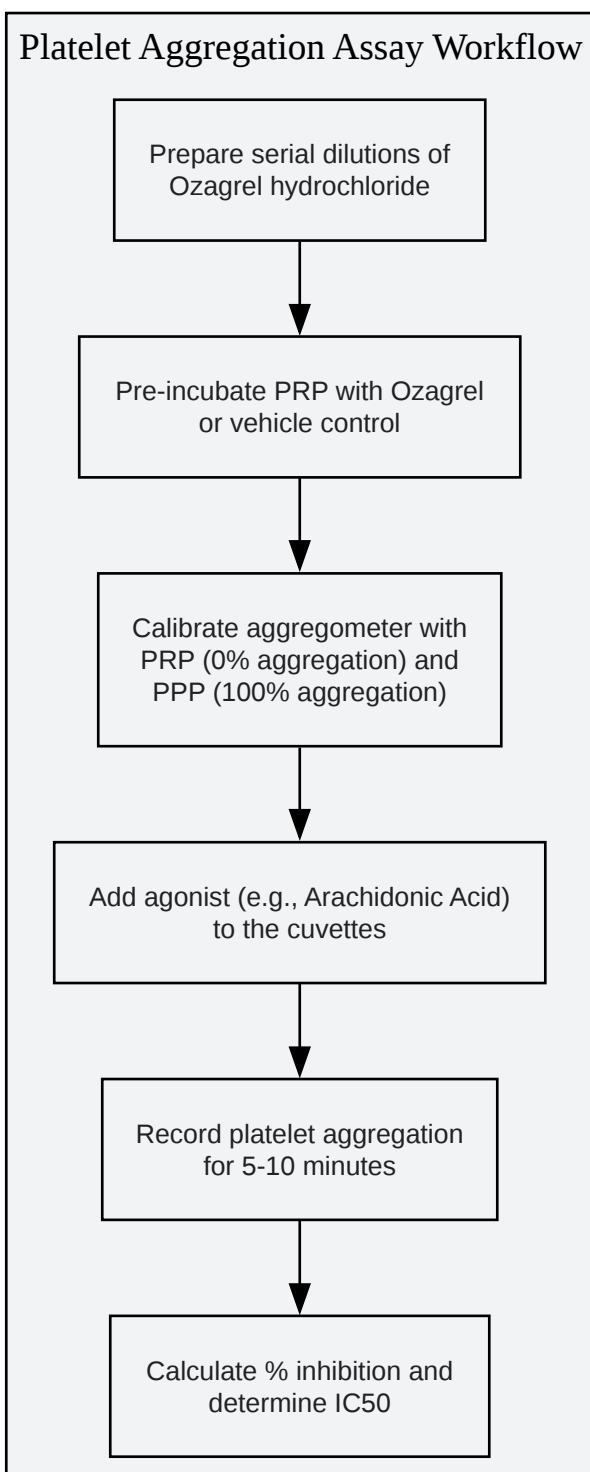 Platelet Aggregation Assay Workflow
Prepare serial dilutions of
Ozagrel hydrochloride
Pre-incubate PRP with Ozagrel
or vehicle control
Calibrate aggregometer with
PRP (0% aggregation) and
PPP (100% aggregation)
Add agonist (e.g., Arachidonic Acid)
to the cuvettes
Record platelet aggregation
for 5-10 minutes
Calculate % inhibition and
determine IC50